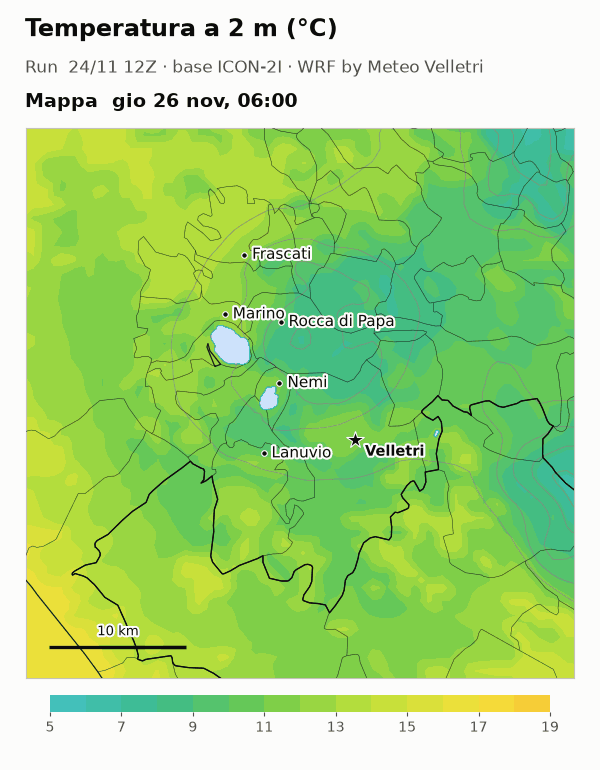 Temperatura a 2 m (°C)
Run 24/11 12Z · base ICON-2I · WRF by Meteo Velletri
Mappa gio 26 nov, 06:00
Frascati
Marino
Rocca di Papa
Nemi
Velletri
Lanuvio
10 km
5 7 9 11 13 15 17 19